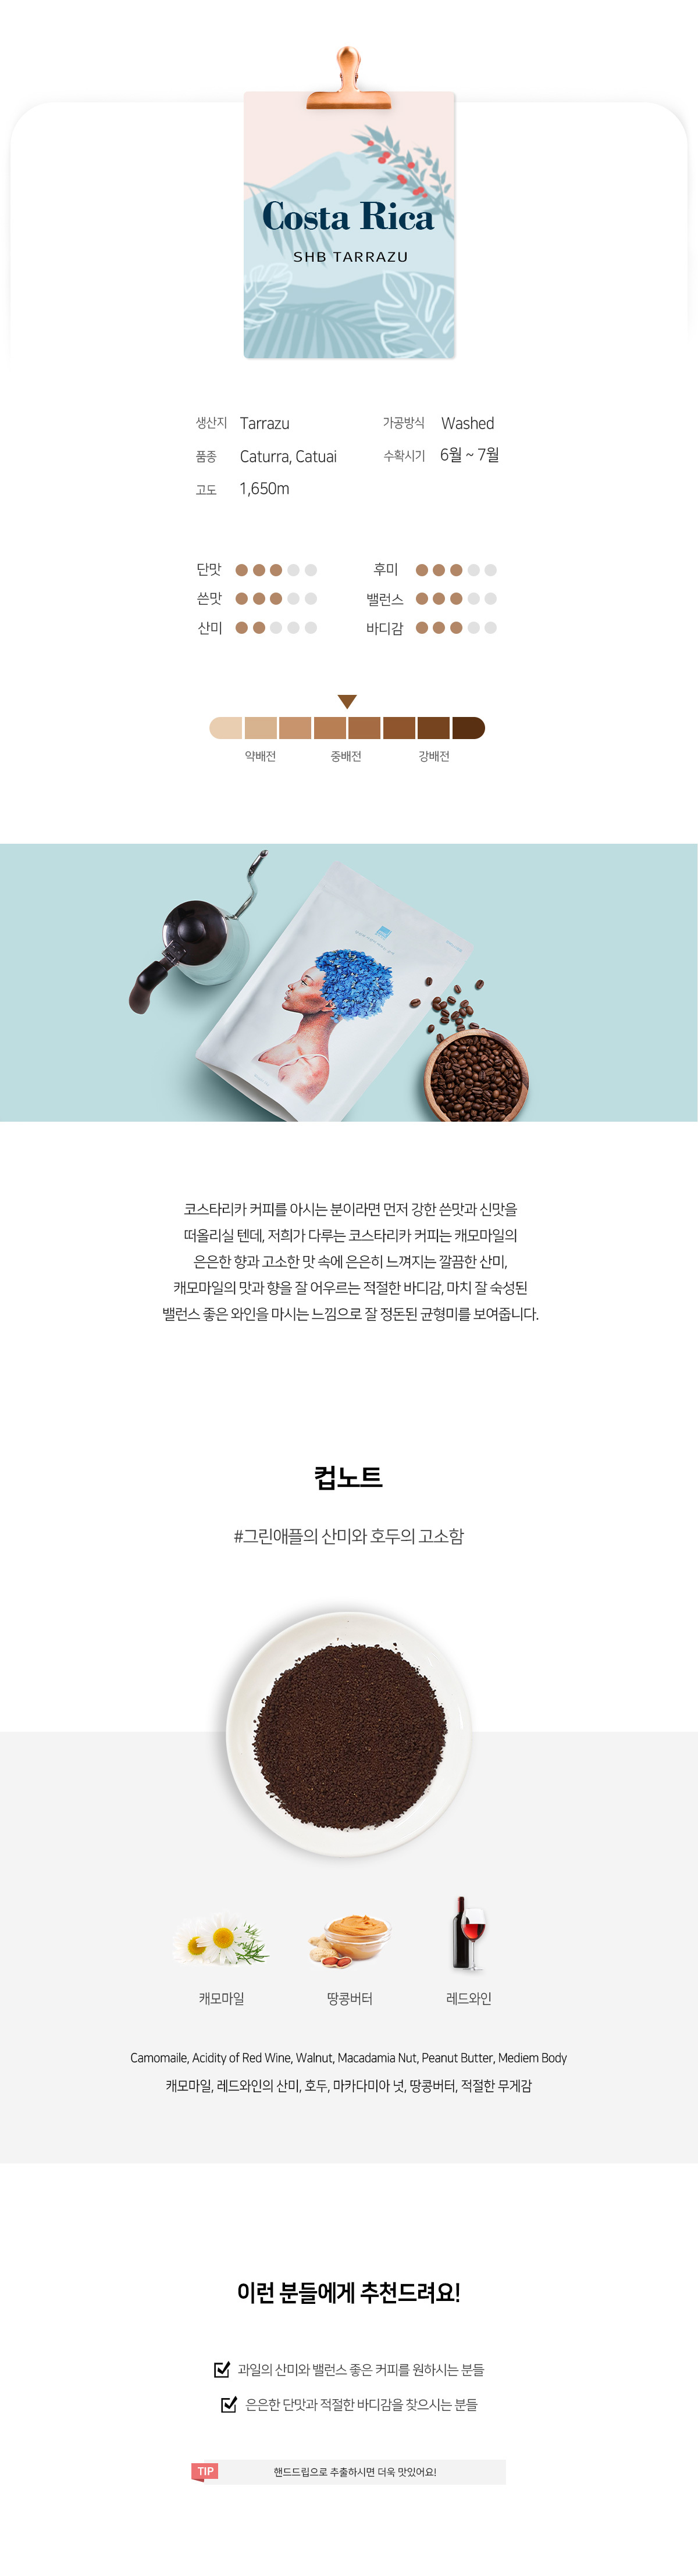 Costa Rica
SHB TARRAZU
생산지 Tarrazu
가공방식 Washed
품종 Caturra, Catuai
수확시기 6월 ~ 7월
고도 1,650m
단맛
후미
쓴맛
밸런스
산미
바디감
약배전 중배전 강배전
코스타리카 커피를 아시는 분이라면 먼저 강한 쓴맛과 신맛을
떠올리실 텐데, 저희가 다루는 코스타리카 커피는 캐모마일의
은은한 향과 고소한 맛 속에 은은히 느껴지는 깔끔한 산미,
캐모마일의 맛과 향을 잘 어우르는 적절한 바디감, 마치 잘 숙성된
밸런스 좋은 와인을 마시는 느낌으로 잘 정돈된 균형미를 보여줍니다.
컵노트
#그린애플의 산미와 호두의 고소함
캐모마일 땅콩버터 레드와인
Camomaile, Acidity of Red Wine, Walnut, Macadamia Nut, Peanut Butter, Mediem Body
캐모마일, 레드와인의 산미, 호두, 마카다미아 넛, 땅콩버터, 적절한 무게감
이런 분들에게 추천드려요!
과일의 산미와 밸런스 좋은 커피를 원하시는 분들
은은한 단맛과 적절한 바디감을 찾으시는 분들
TIP 핸드드립으로 추출하시면 더욱 맛있어요!